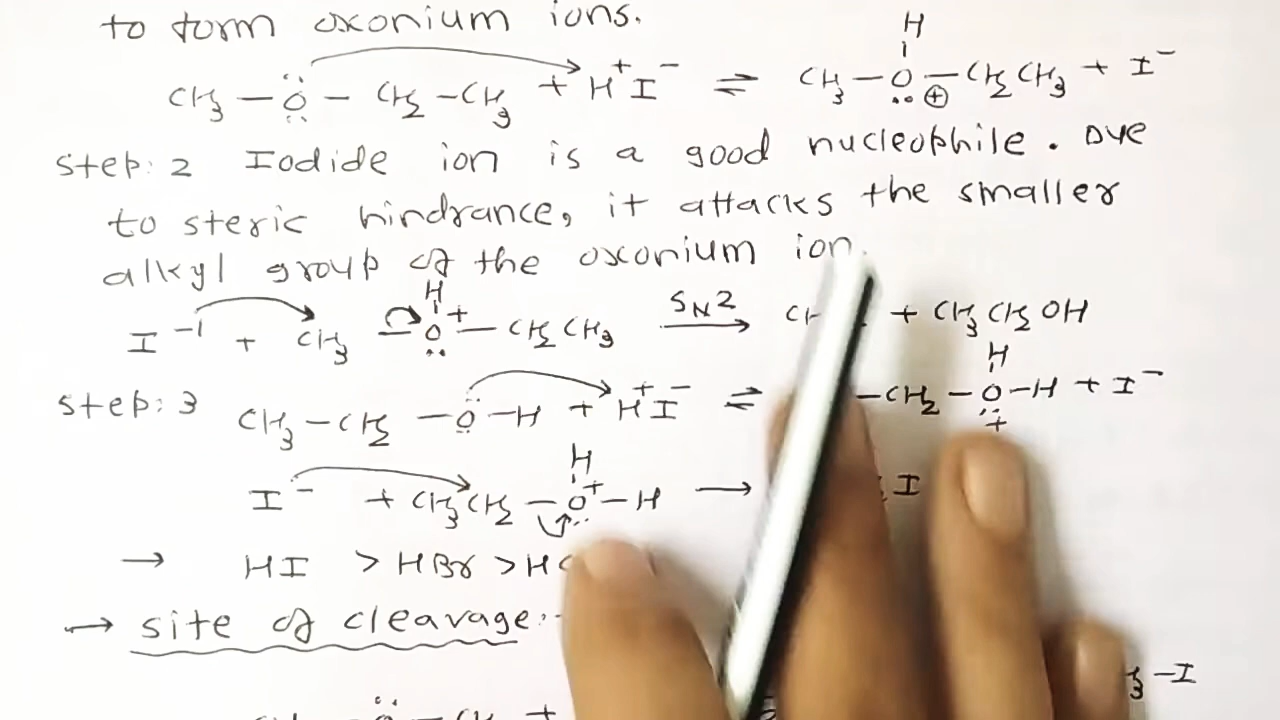 to form oxonium ions.
CH3 – Ö – CH2 – CH3 + H⁺I⁻ ⇌ CH3 – O(H)⊕ – CH2CH3 + I⁻
step: 2 Iodide ion is a good nucleophile. Due
to steric hindrance, it attacks the smaller
alkyl group of the oxonium ion.
I⁻¹ + CH3 – O⁺(H) – CH2CH3 SN2 → + CH3CH2OH
step: 3 CH3 – CH2 – Ö – H + H⁺I⁻ ⇌ – CH2 – O⁺(H) – H + I⁻
I⁻ + CH3CH2 – O⁺(H) – H → I
→ HI > HBr > H
→ site of cleavage:-
3 – I